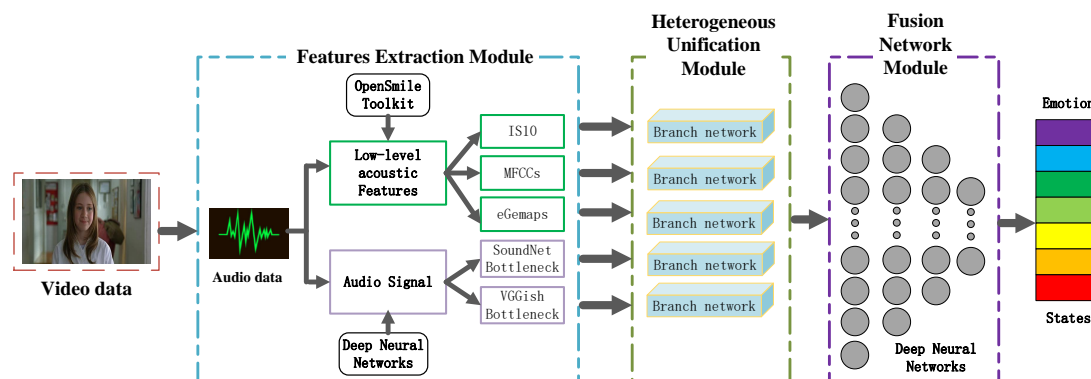 Features Extraction Module
Heterogeneous
Unification
Module
Fusion
Network
Module
OpenSmile
Toolkit
Low-level
acoustic
Features
IS10
MFCCs
eGemaps
Audio data
Audio Signal
SoundNet
Bottleneck
VGGish
Bottleneck
Deep Neural
Networks
Video data
Branch network
Branch network
Branch network
Branch network
Branch network
Deep Neural
Networks
Emotion
States